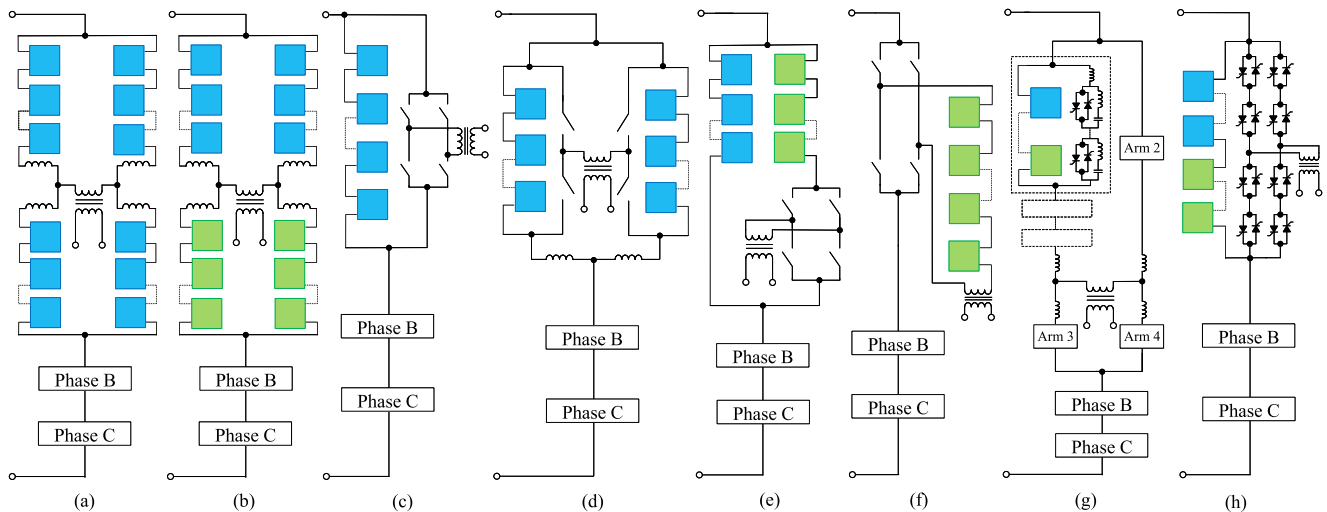 Arm 2
Arm 3
Arm 4
Phase B
Phase C
Phase B
Phase C
Phase B
Phase C
Phase B
Phase C
Phase B
Phase C
Phase B
Phase C
Phase B
Phase C
Phase B
Phase C
(a)
(b)
(c)
(d)
(e)
(f)
(g)
(h)